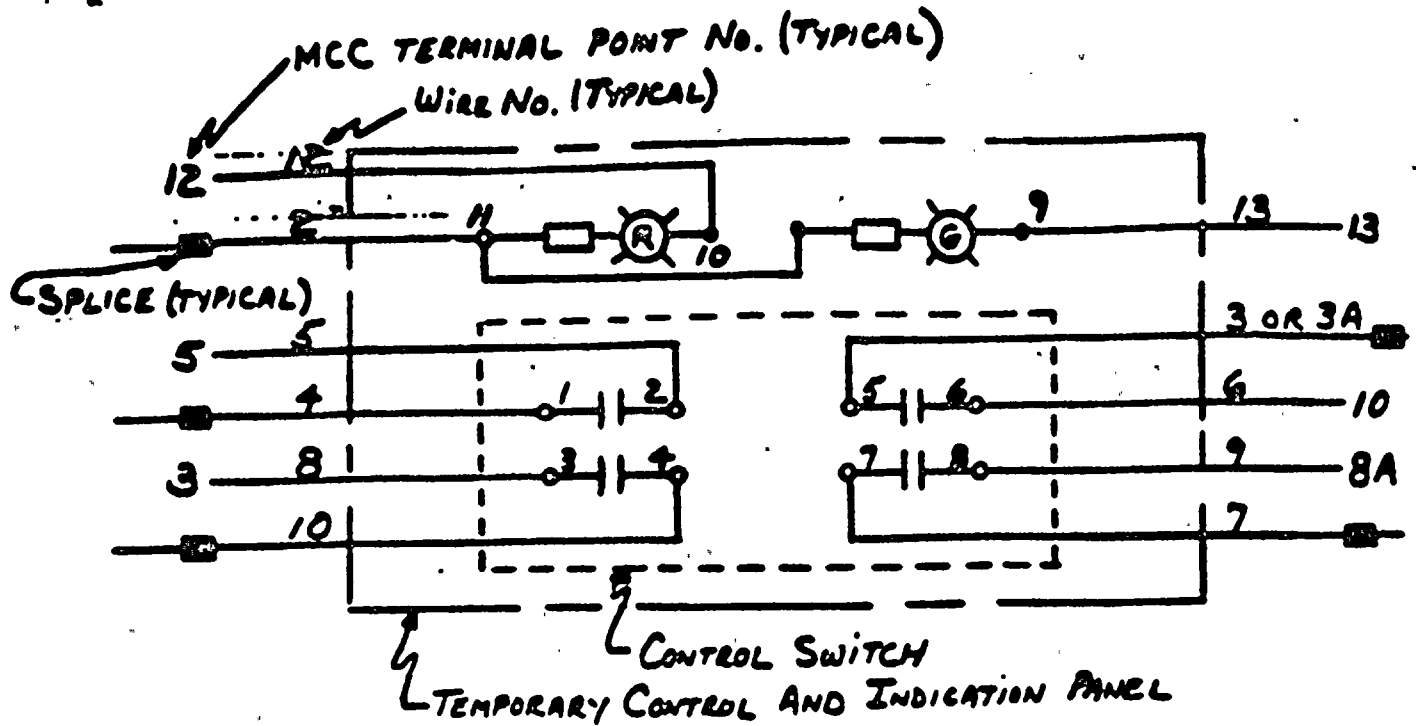 MCC TERMINAL POINT No. (TYPICAL)
WIRE No. (TYPICAL)
12
2
11
R
10
G
9
13
13
SPLICE (TYPICAL)
5
5
3 OR 3A
4
1
2
5
6
6
10
3
8
3
4
7
8
9
8A
10
7
CONTROL SWITCH
TEMPORARY CONTROL AND INDICATION PANEL